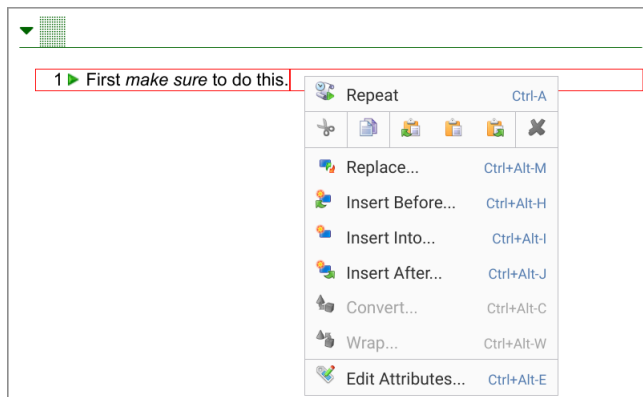 1 First make sure to do this.
Repeat Ctrl-A
Replace... Ctrl+Alt-M
Insert Before... Ctrl+Alt-H
Insert Into... Ctrl+Alt-I
Insert After... Ctrl+Alt-J
Convert... Ctrl+Alt-C
Wrap... Ctrl+Alt-W
Edit Attributes... Ctrl+Alt-E